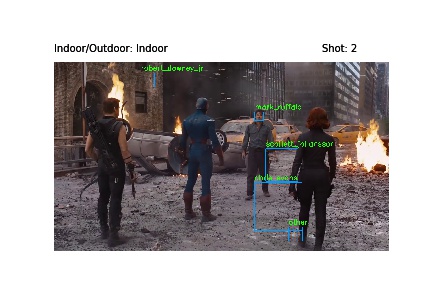 Indoor/Outdoor: Indoor Shot: 2
robert_downey_jr.
mark_ruffalo
scarlett_johansson
chris_evans
other